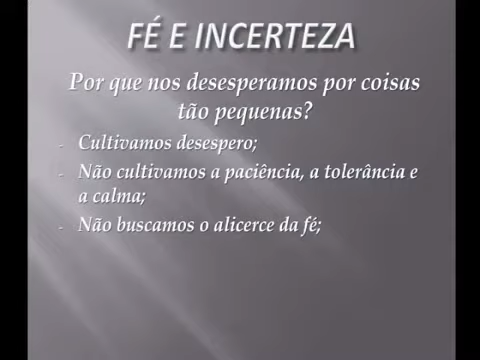 FÉ E INCERTEZA
Por que nos desesperamos por coisas
tão pequenas?
- Cultivamos desespero;
- Não cultivamos a paciência, a tolerância e
a calma;
- Não buscamos o alicerce da fé;